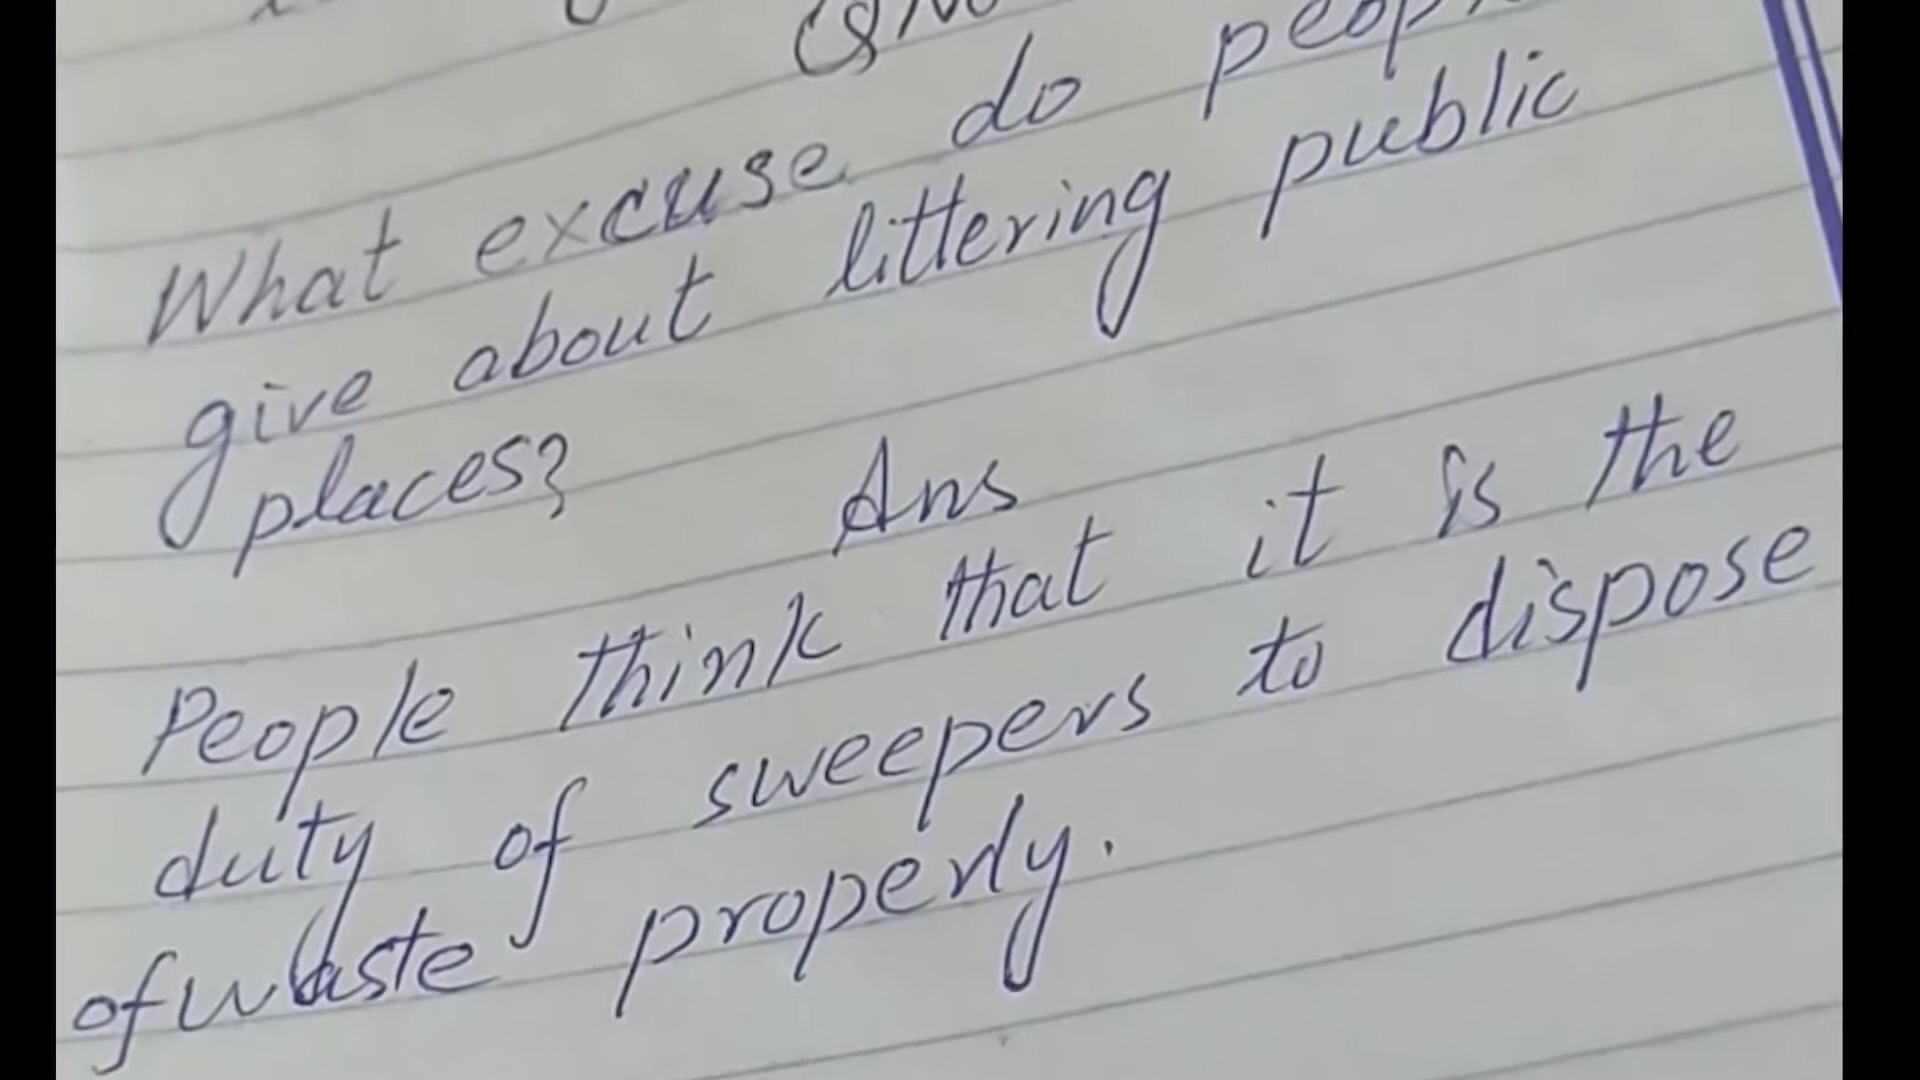 QNo
What excuse do
give about littering public
places?
Ans
People think that it is the
duty of sweepers to dispose
of waste properly.